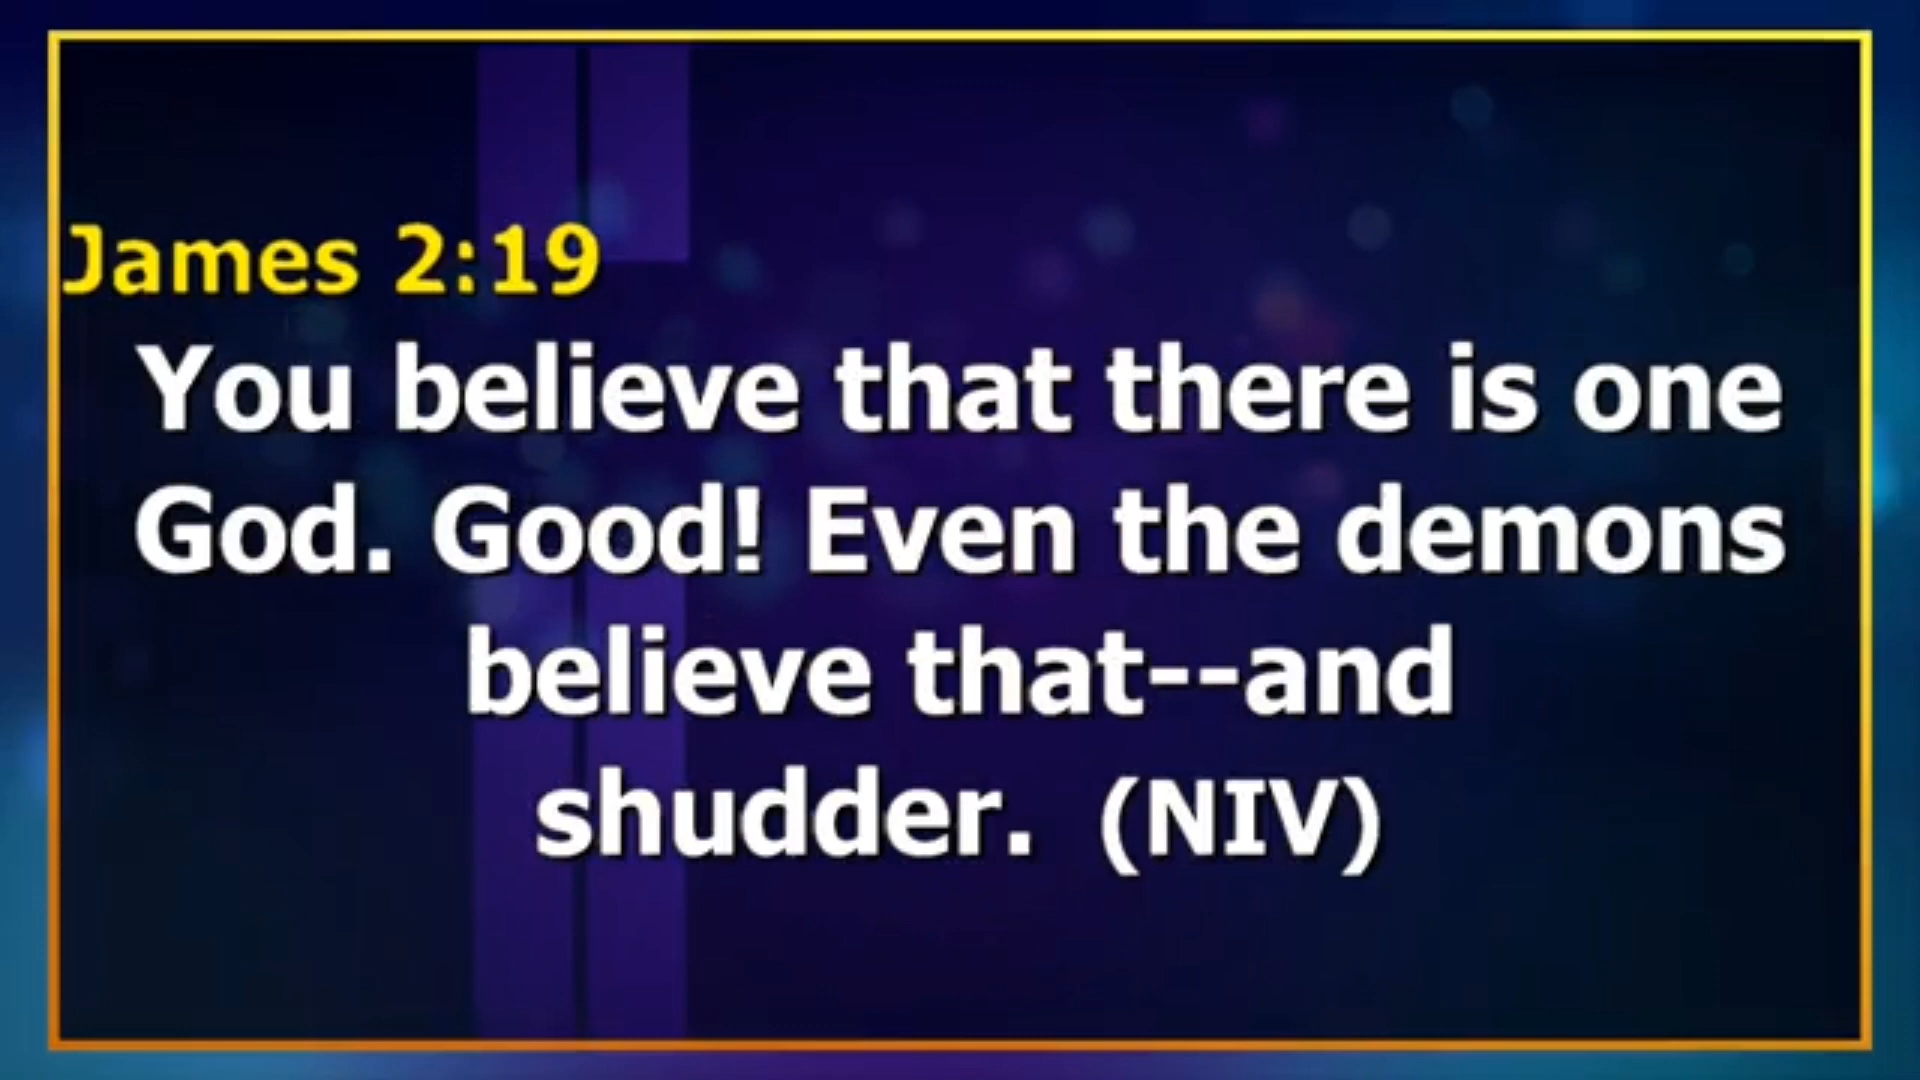 James 2:19
You believe that there is one
God. Good! Even the demons
believe that--and
shudder.  (NIV)